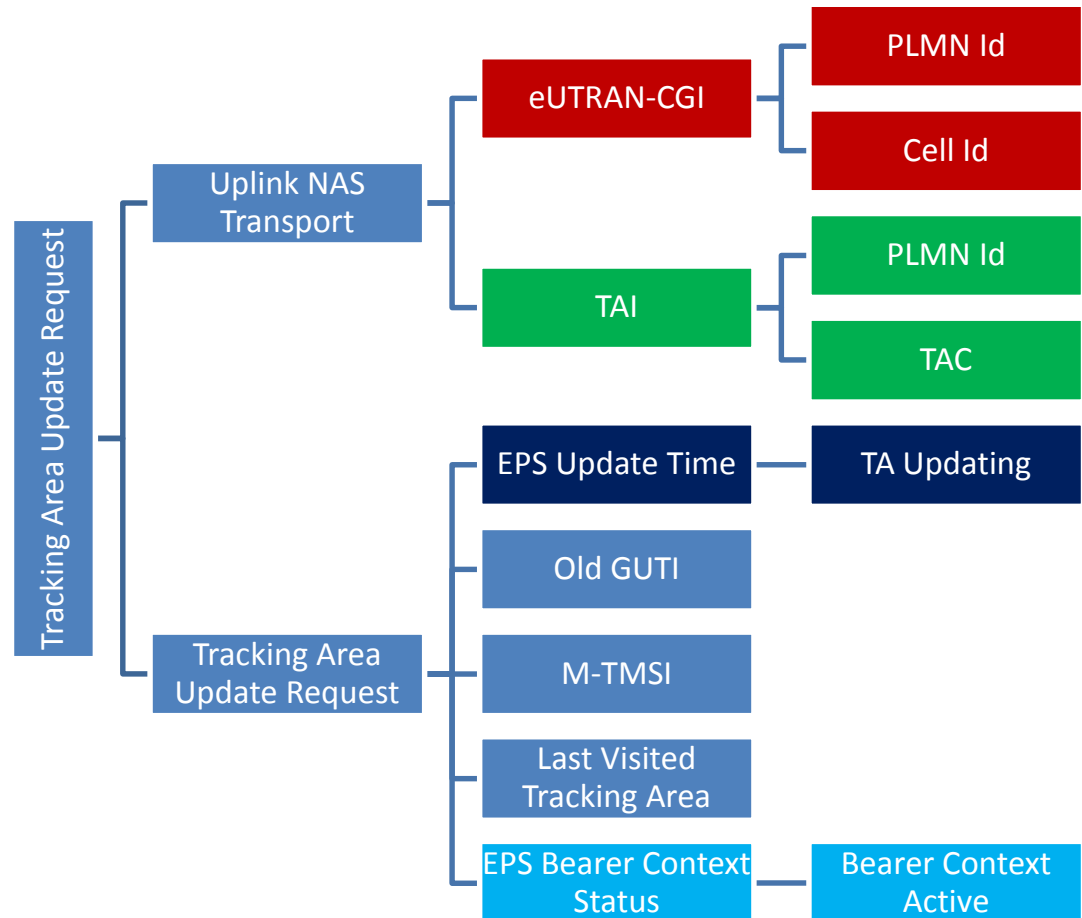 Tracking Area Update Request
Uplink NAS
Transport
eUTRAN-CGI
PLMN Id
Cell Id
TAI
PLMN Id
TAC
Tracking Area
Update Request
EPS Update Time
TA Updating
Old GUTI
M-TMSI
Last Visited
Tracking Area
EPS Bearer Context
Status
Bearer Context
Active